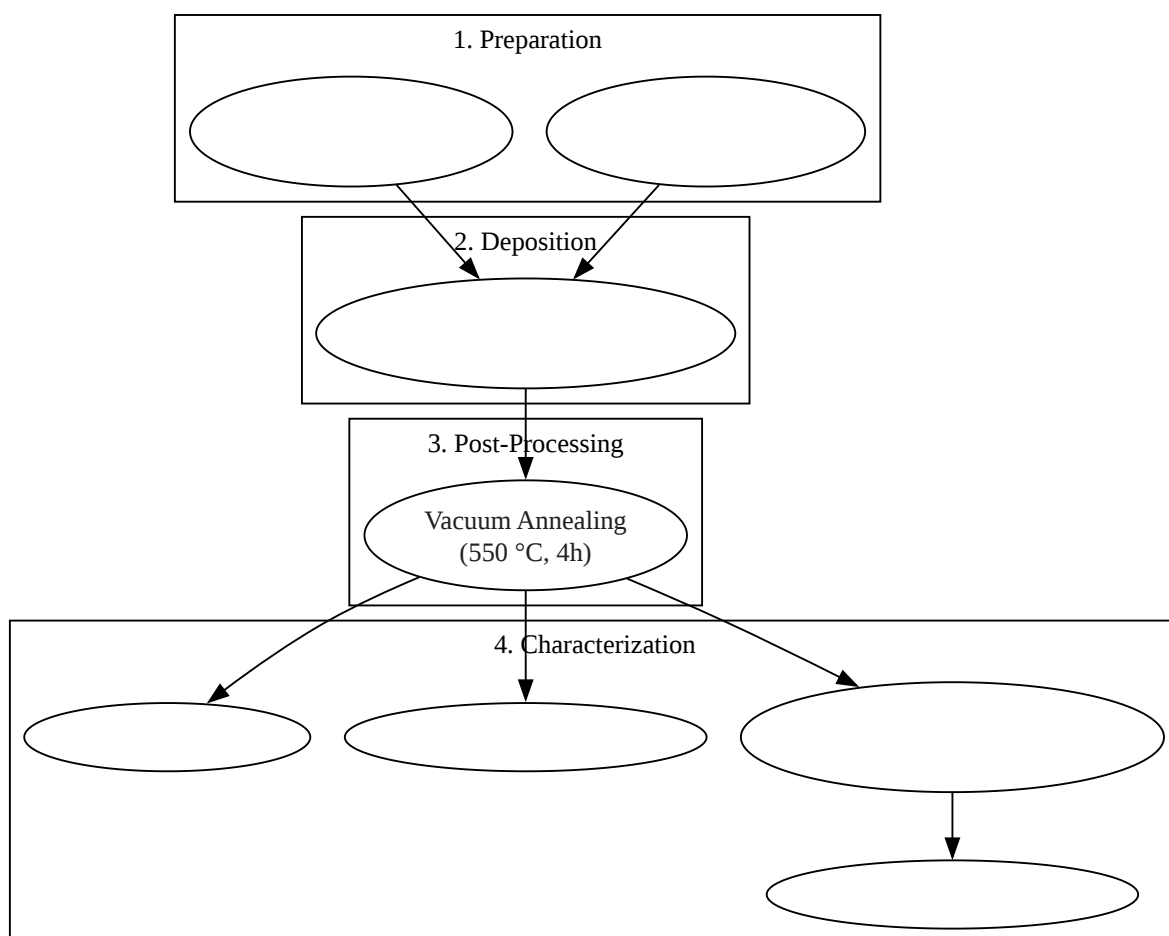 1. Preparation
2. Deposition
3. Post-Processing
Vacuum Annealing
(550 °C, 4h)
4. Characterization